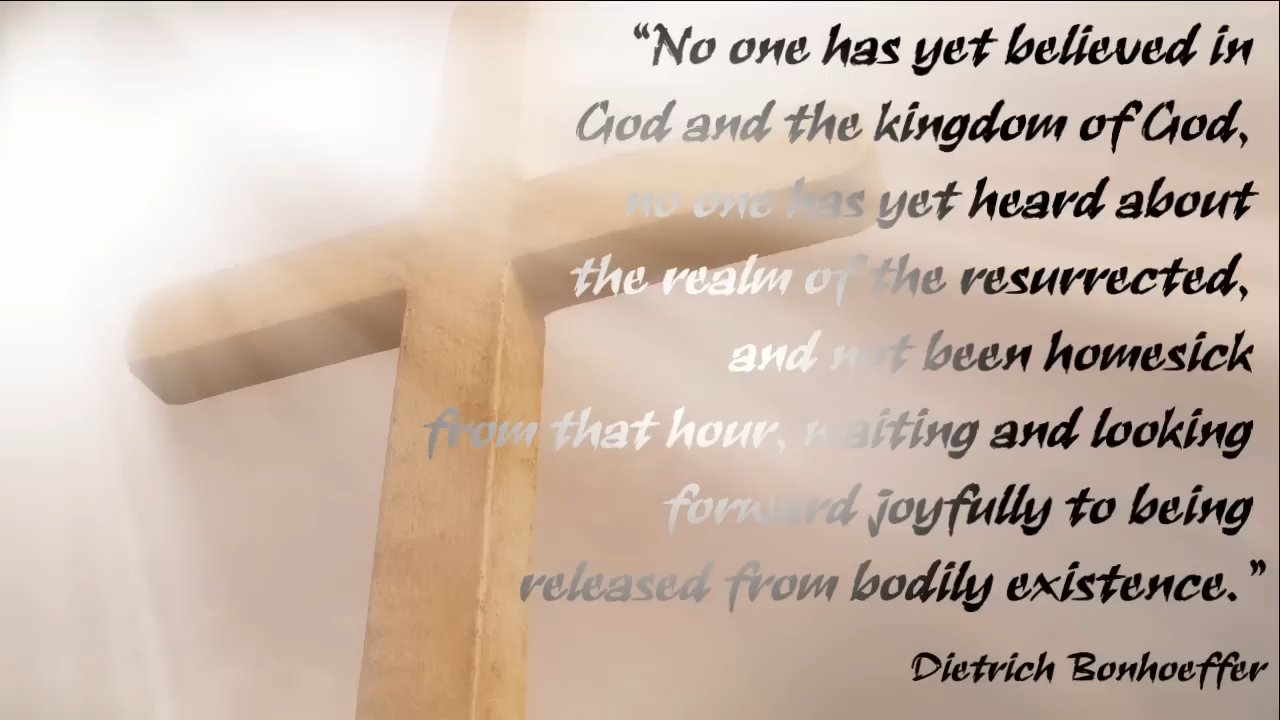 “No one has yet believed in
God and the kingdom of God,
no one has yet heard about
the realm of the resurrected,
and not been homesick
from that hour, waiting and looking
forward joyfully to being
released from bodily existence.”
Dietrich Bonhoeffer